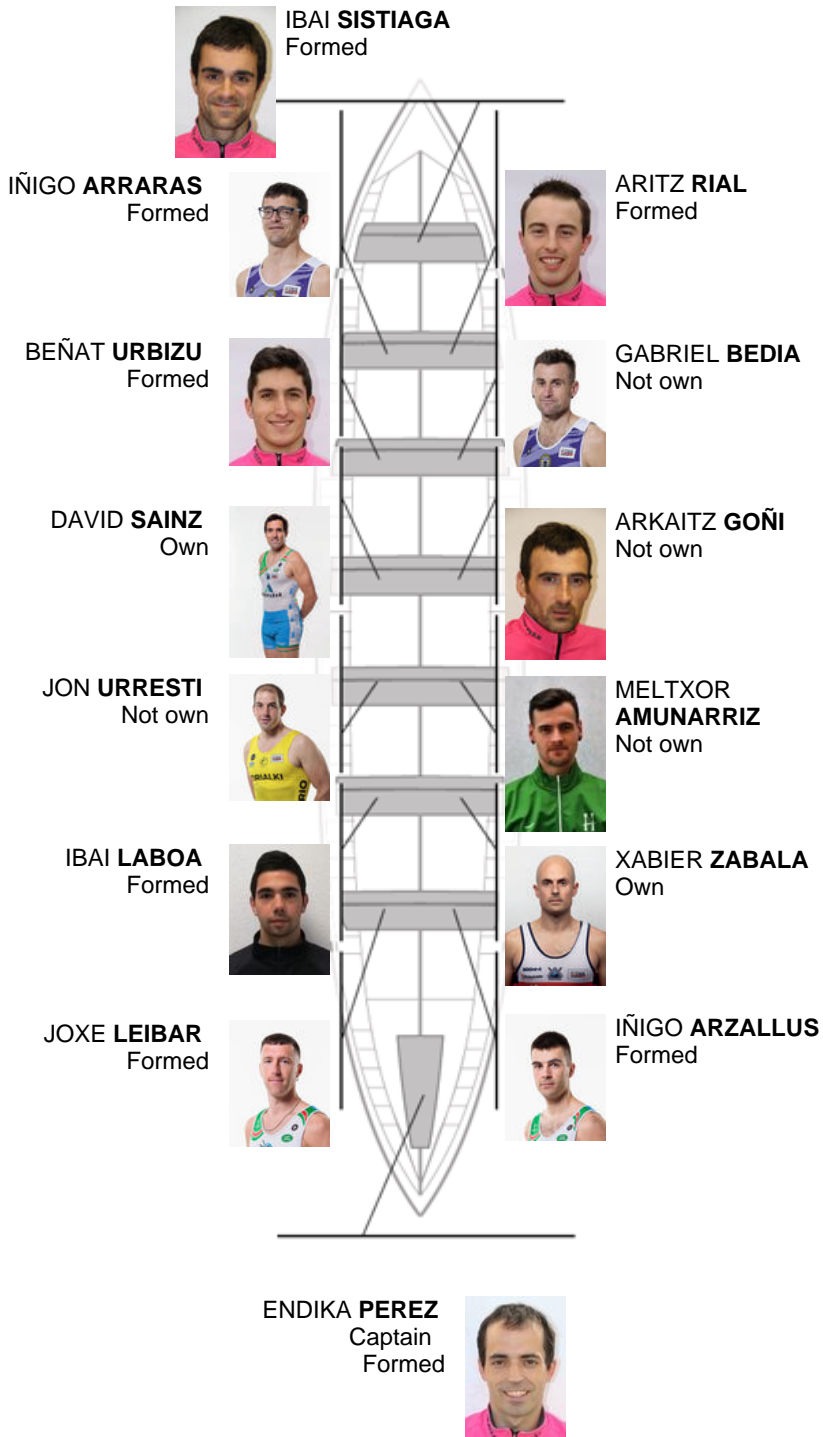 IBAI SISTIAGA
Formed
IÑIGO ARRARAS
Formed
ARITZ RIAL
Formed
BEÑAT URBIZU
Formed
GABRIEL BEDIA
Not own
DAVID SAINZ
Own
ARKAITZ GOÑI
Not own
JON URRESTI
Not own
MELTXOR
AMUNARRIZ
Not own
IBAI LABOA
Formed
XABIER ZABALA
Own
JOXE LEIBAR
Formed
IÑIGO ARZALLUS
Formed
ENDIKA PEREZ
Captain
Formed